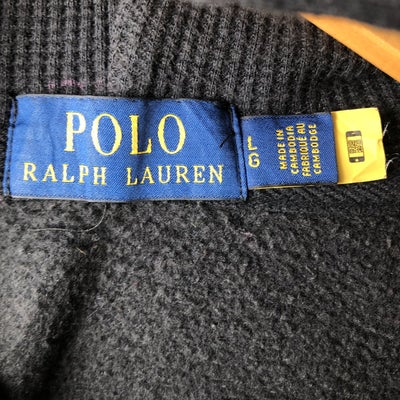 POLO
RALPH LAUREN
L
G
MADE IN
CAMBODIA
FABRIQUÉ AU
CAMBODGE